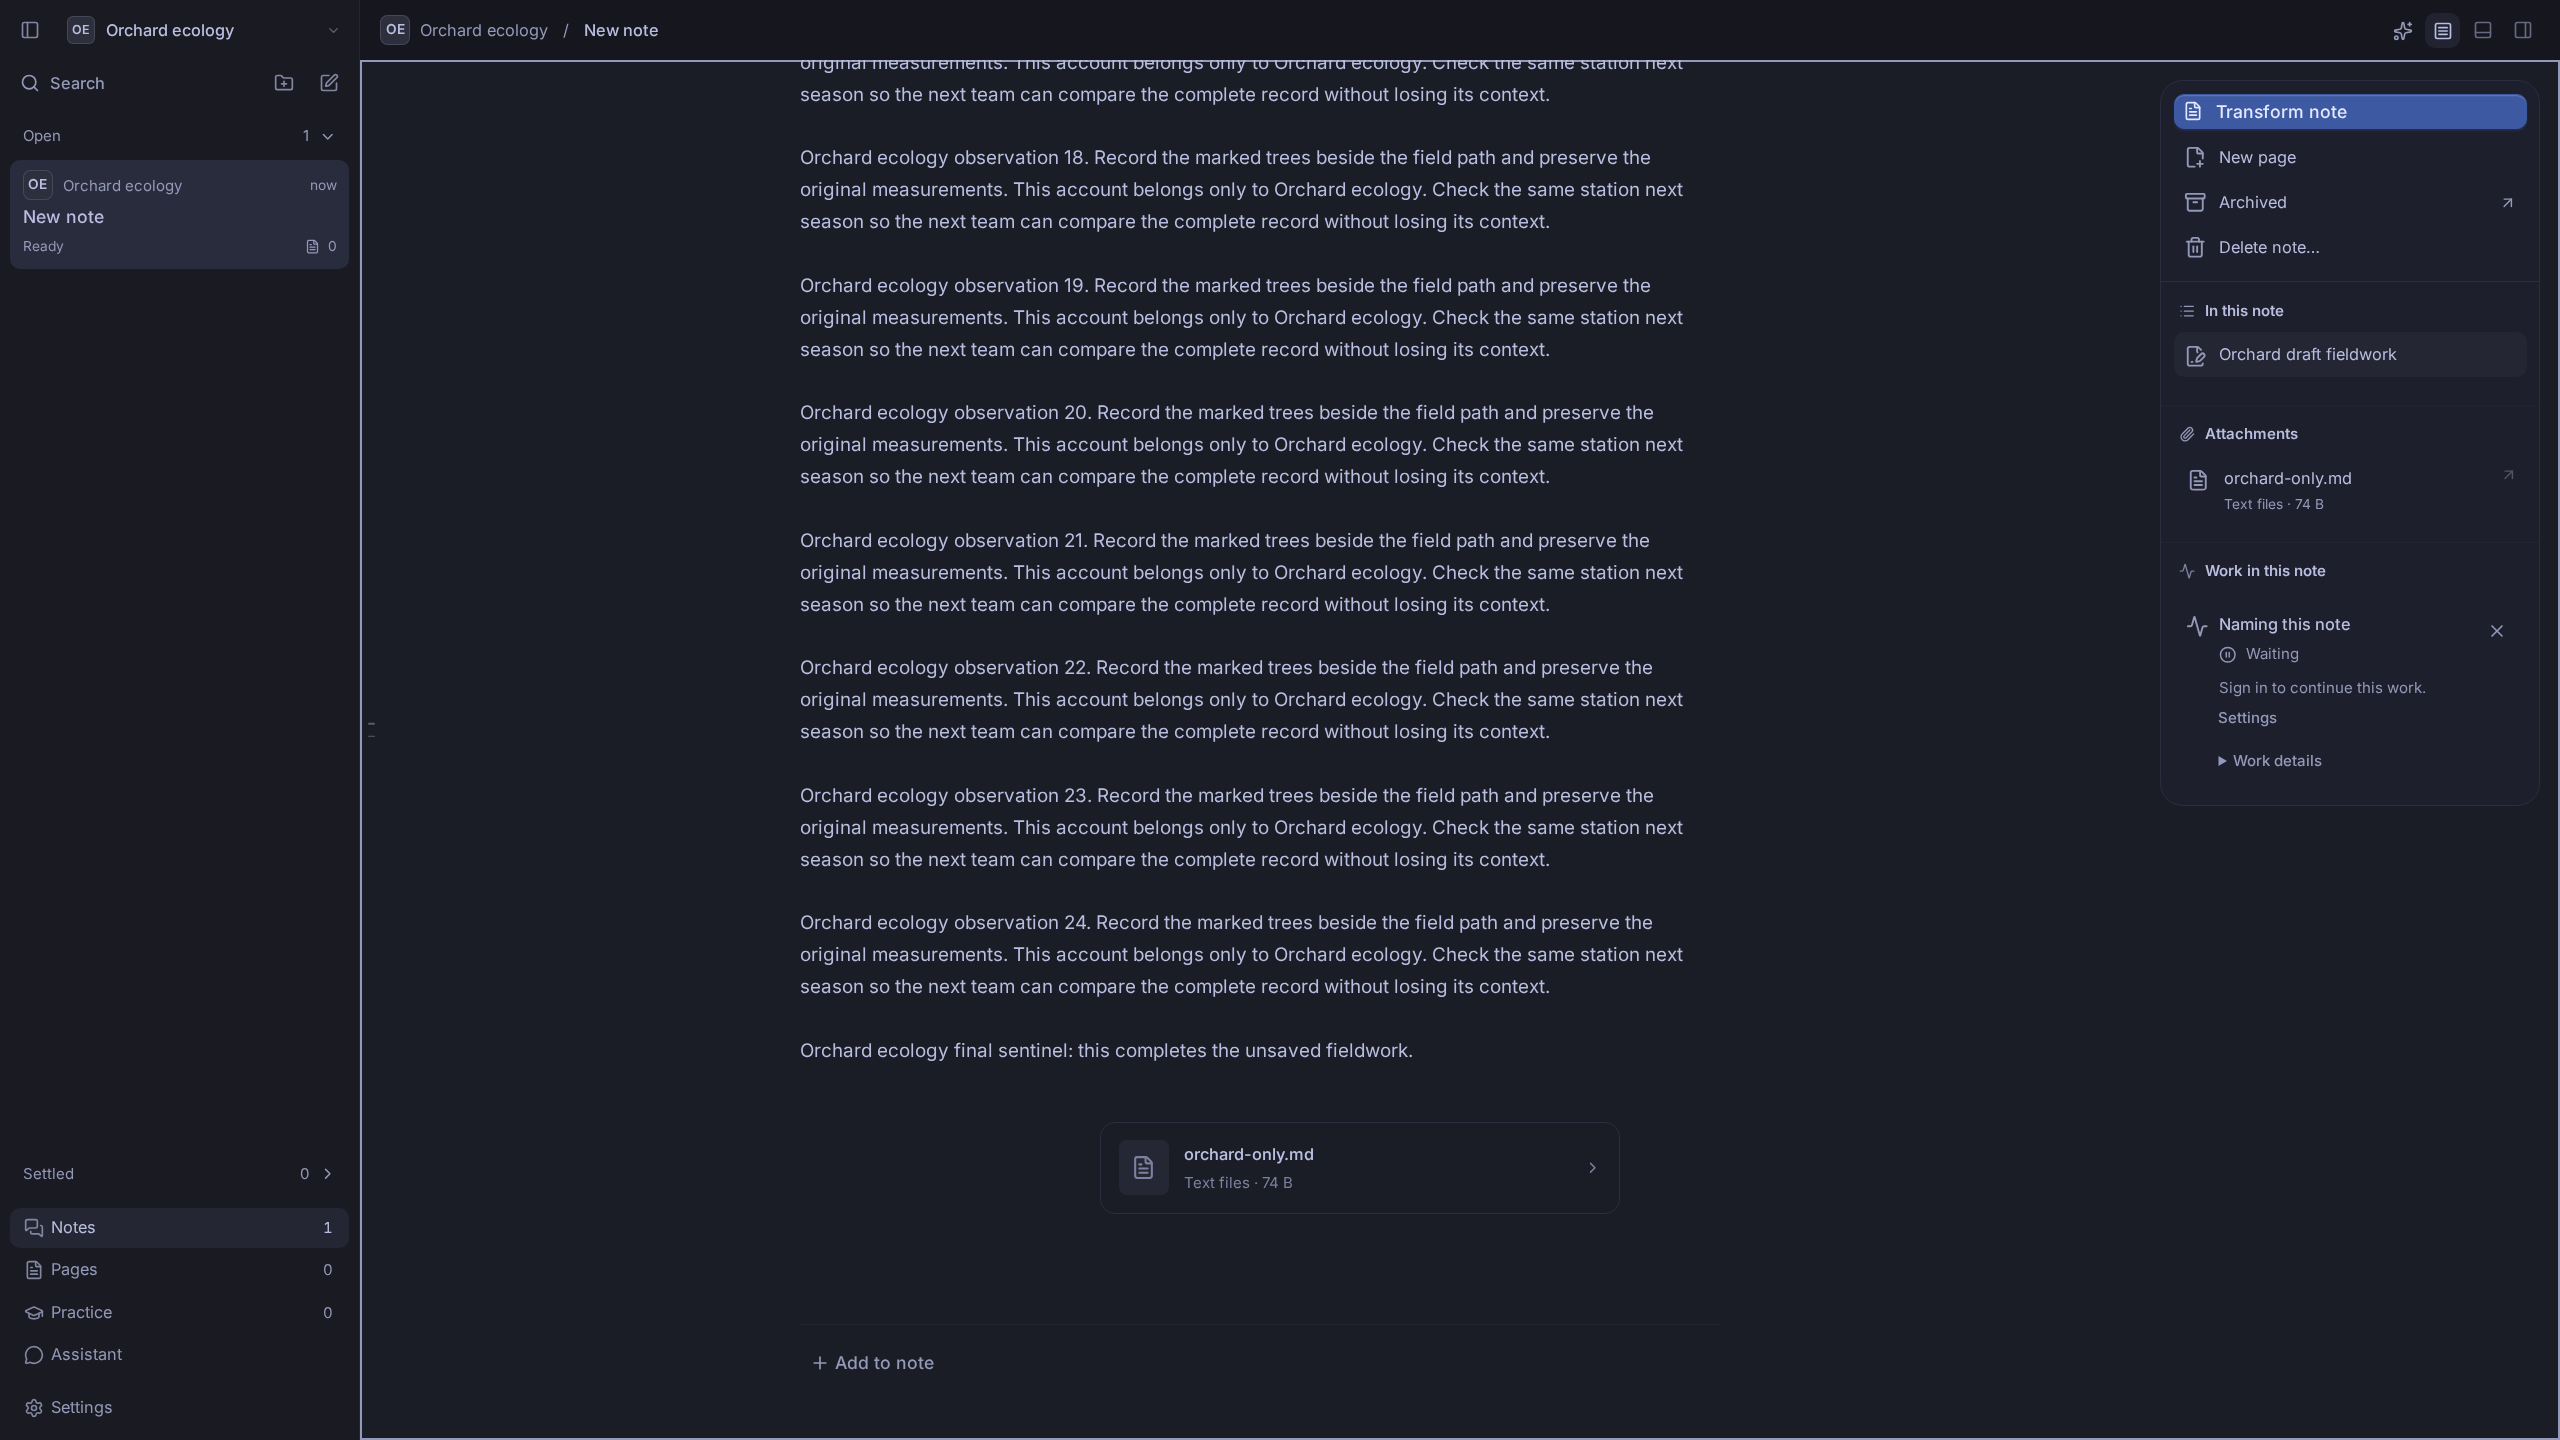 OE Orchard ecology
Search
Open 1
OE Orchard ecology now
New note
Ready 0
Settled 0
Notes 1
Pages 0
Practice 0
Assistant
Settings
OE Orchard ecology / New note
original measurements. This account belongs only to Orchard ecology. Check the same station next
season so the next team can compare the complete record without losing its context.
Orchard ecology observation 18. Record the marked trees beside the field path and preserve the
original measurements. This account belongs only to Orchard ecology. Check the same station next
season so the next team can compare the complete record without losing its context.
Orchard ecology observation 19. Record the marked trees beside the field path and preserve the
original measurements. This account belongs only to Orchard ecology. Check the same station next
season so the next team can compare the complete record without losing its context.
Orchard ecology observation 20. Record the marked trees beside the field path and preserve the
original measurements. This account belongs only to Orchard ecology. Check the same station next
season so the next team can compare the complete record without losing its context.
Orchard ecology observation 21. Record the marked trees beside the field path and preserve the
original measurements. This account belongs only to Orchard ecology. Check the same station next
season so the next team can compare the complete record without losing its context.
Orchard ecology observation 22. Record the marked trees beside the field path and preserve the
original measurements. This account belongs only to Orchard ecology. Check the same station next
season so the next team can compare the complete record without losing its context.
Orchard ecology observation 23. Record the marked trees beside the field path and preserve the
original measurements. This account belongs only to Orchard ecology. Check the same station next
season so the next team can compare the complete record without losing its context.
Orchard ecology observation 24. Record the marked trees beside the field path and preserve the
original measurements. This account belongs only to Orchard ecology. Check the same station next
season so the next team can compare the complete record without losing its context.
Orchard ecology final sentinel: this completes the unsaved fieldwork.
orchard-only.md
Text files · 74 B
Add to note
Transform note
New page
Archived
Delete note...
In this note
Orchard draft fieldwork
Attachments
orchard-only.md
Text files · 74 B
Work in this note
Naming this note
Waiting
Sign in to continue this work.
Settings
Work details